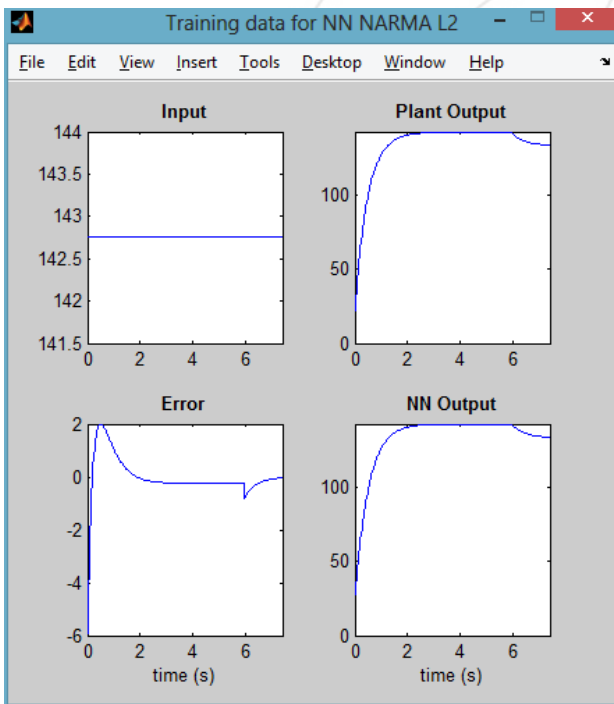 Training data for NN NARMA L2
File Edit View Insert Tools Desktop Window Help
Input
144
143.5
143
142.5
142
141.5
0 2 4 6
Plant Output
100
50
0
0 2 4 6
Error
2
0
-2
-4
-6
0 2 4 6
time (s)
NN Output
100
50
0
0 2 4 6
time (s)